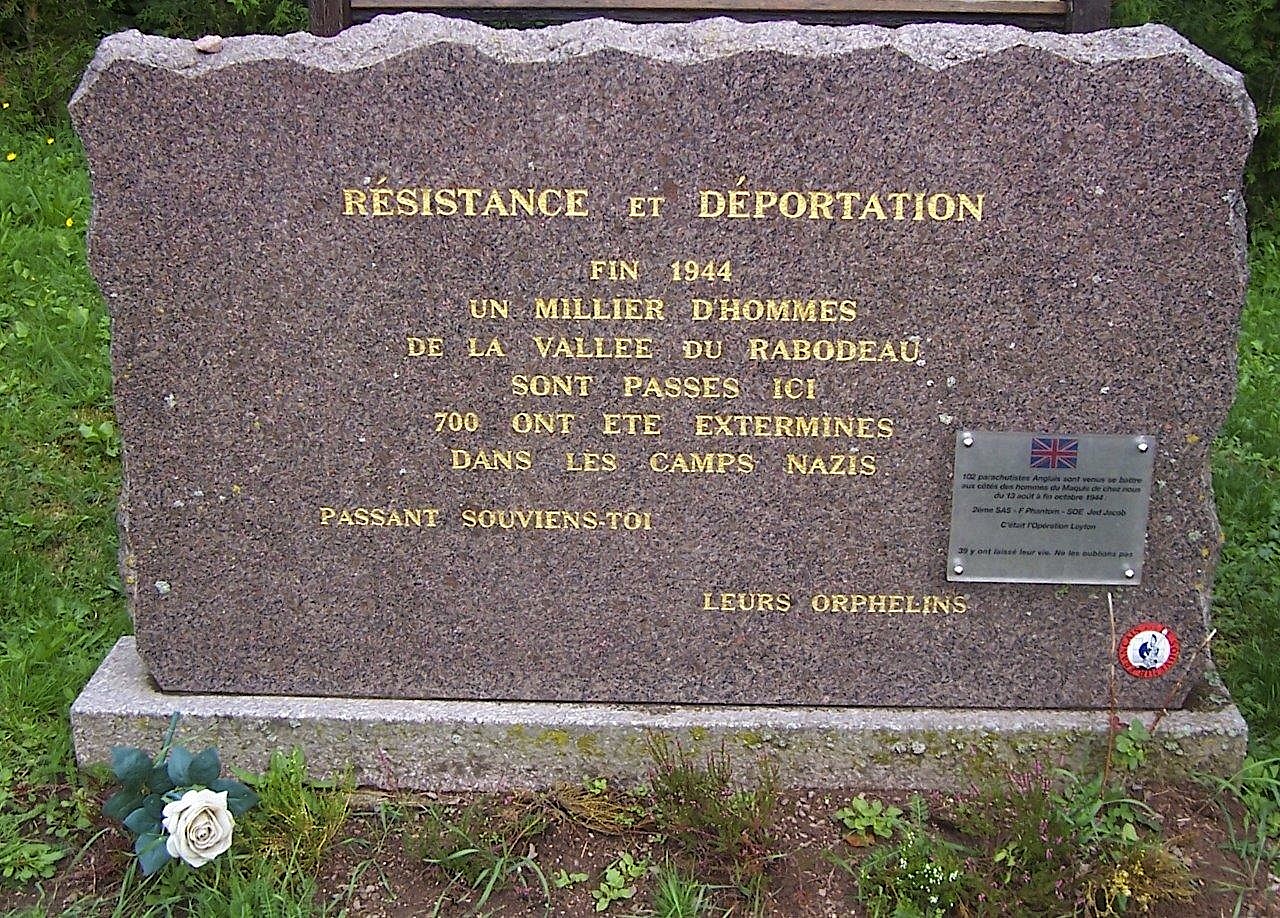 RÉSISTANCE ET DÉPORTATION
FIN 1944
UN MILLIER D'HOMMES
DE LA VALLEE DU RABODEAU
SONT PASSES ICI
700 ONT ETE EXTERMINES
DANS LES CAMPS NAZIS
PASSANT SOUVIENS-TOI
LEURS ORPHELINS
102 parachutistes Anglais sont venus se battre
aux côtés des hommes du Maquis de chez nous
du 13 août à fin octobre 1944
2ème SAS - F Phantom - SOE Jed Jacob
C'était l'Opération Loyton
39 y ont laissé leur vie. Ne les oublions pas